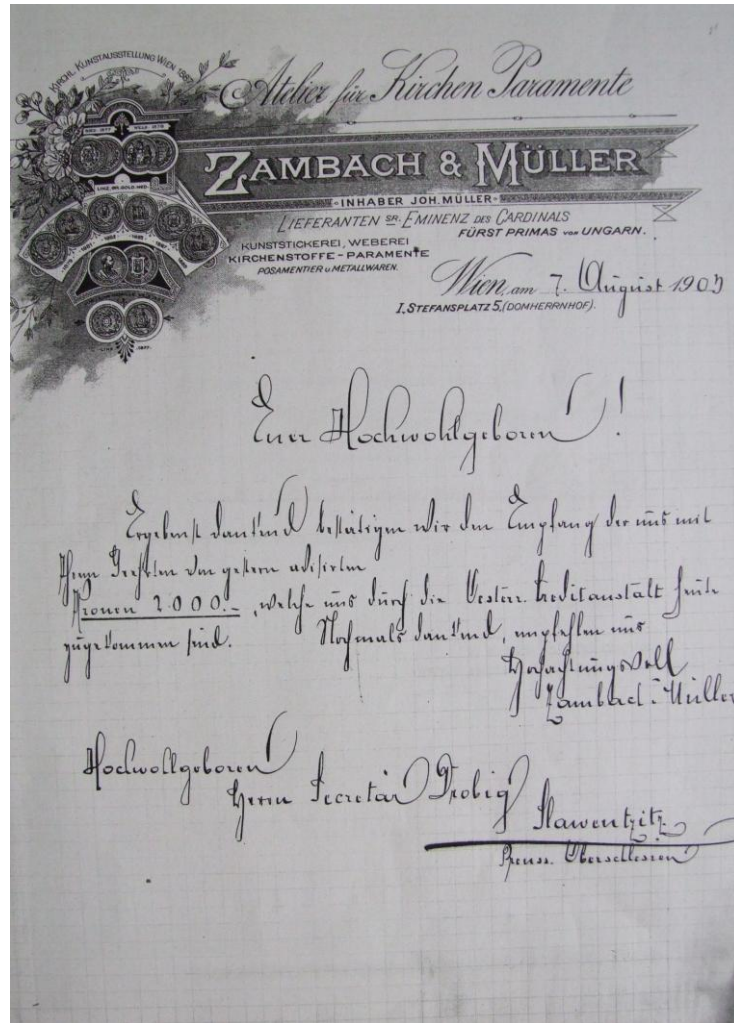 KIRCHL. KUNSTAUSSTELLUNG WIEN 1887
Atelier für Kirchen Paramente
ZAMBACH & MÜLLER
INHABER JOH. MÜLLER
LIEFERANTEN SR. EMINENZ DES CARDINALS
FÜRST PRIMAS VON UNGARN.
KUNSTSTICKEREI, WEBEREI
KIRCHENSTOFFE - PARAMENTE
POSAMENTIER U. METALLWAREN.
Wien, am 7. August 1903
I. STEFANSPLATZ 5, (DOMHERRNHOF).
Euer Hochwohlgeboren!
Ergebenst dankend bestätigen wir den Empfang der uns mit
Ihrem Geehrten von gestern avisirten
Kronen 2000.-, welche uns durch die Oesterr. Creditanstalt heute
zugekommen sind. Nochmals dankend, empfehlen uns
Hochachtungsvoll
Zambach & Müller
Hochwollgeboren
Herrn Secretär Drobig
Slawentzitz
Preuss. Oberschlesien